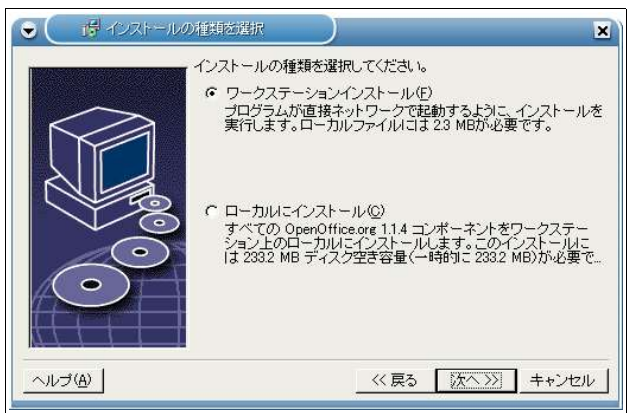 インストールの種類を選択
インストールの種類を選択してください。
ワークステーションインストール(F)
プログラムが直接ネットワークで起動するように、インストールを
実行します。ローカルファイルには 2.3 MBが必要です。
ローカルにインストール(C)
すべての OpenOffice.org 1.1.4 コンポーネントをワークステー
ション上のローカルにインストールします。このインストールに
は 233.2 MB ディスク空き容量(一時的に 233.2 MB)が必要で...
ヘルプ(A)
<< 戻る 次へ >> キャンセル